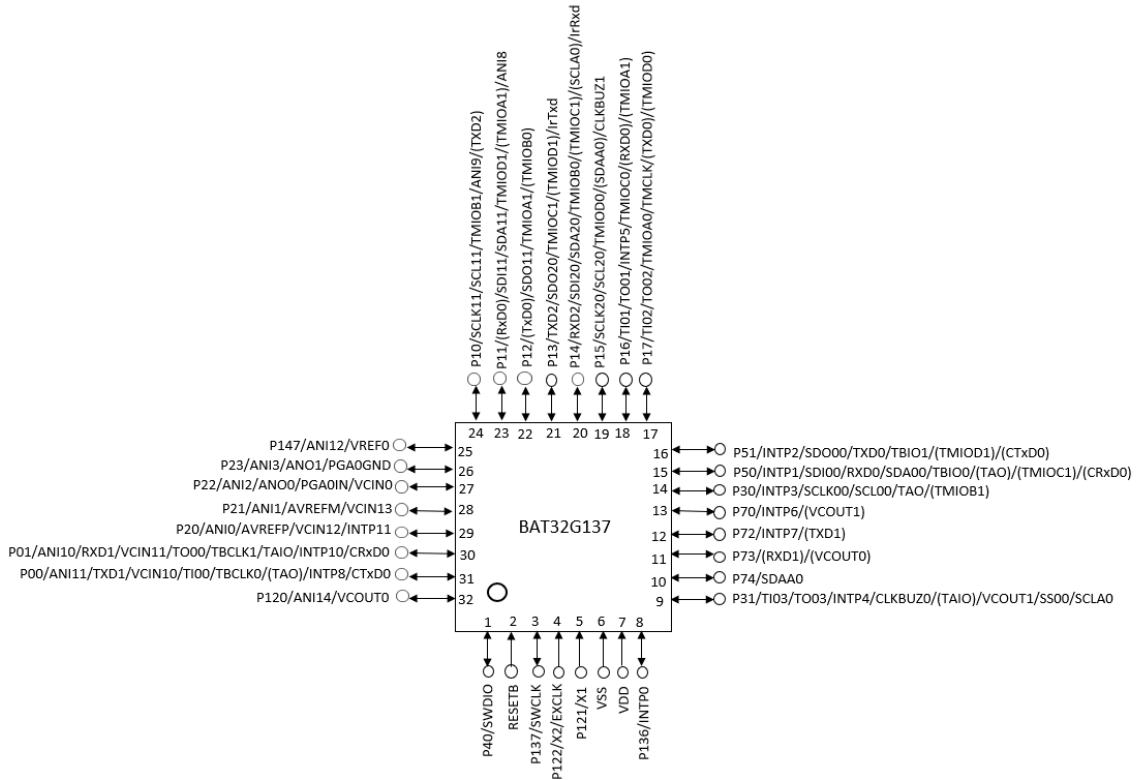 P10/SCLK11/SCL11/TMIOB1/ANI9/(TXD2)
P11/(RxD0)/SDI11/SDA11/TMIOD1/(TMIOA1)/ANI8
P12/(TxD0)/SDO11/TMIOA1/(TMIOB0)
P13/TXD2/SDO20/TMIOC1/(TMIOD1)/IrTxd
P14/RXD2/SDI20/SDA20/TMIOB0/(TMIOC1)/(SCLA0)/IrRxd
P15/SCLK20/SCL20/TMIOD0/(SDAA0)/CLKBUZ1
P16/TI01/TO01/INTP5/TMIOC0/(RXD0)/(TMIOA1)
P17/TI02/TO02/TMIOA0/TMCLK/(TXD0)/(TMIOD0)
24 23 22 21 20 19 18 17
P147/ANI12/VREF0 25
P23/ANI3/ANO1/PGA0GND 26
P22/ANI2/ANO0/PGA0IN/VCIN0 27
P21/ANI1/AVREFM/VCIN13 28
P20/ANI0/AVREFP/VCIN12/INTP11 29
P01/ANI10/RXD1/VCIN11/TO00/TBCLK1/TAIO/INTP10/CRxD0 30
P00/ANI11/TXD1/VCIN10/TI00/TBCLK0/(TAO)/INTP8/CTxD0 31
P120/ANI14/VCOUT0 32
BAT32G137
16 P51/INTP2/SDO00/TXD0/TBIO1/(TMIOD1)/(CTxD0)
15 P50/INTP1/SDI00/RXD0/SDA00/TBIO0/(TAO)/(TMIOC1)/(CRxD0)
14 P30/INTP3/SCLK00/SCL00/TAO/(TMIOB1)
13 P70/INTP6/(VCOUT1)
12 P72/INTP7/(TXD1)
11 P73/(RXD1)/(VCOUT0)
10 P74/SDAA0
9 P31/TI03/TO03/INTP4/CLKBUZ0/(TAIO)/VCOUT1/SS00/SCLA0
1 2 3 4 5 6 7 8
P40/SWDIO
RESETB
P137/SWCLK
P122/X2/EXCLK
P121/X1
VSS
VDD
P136/INTP0